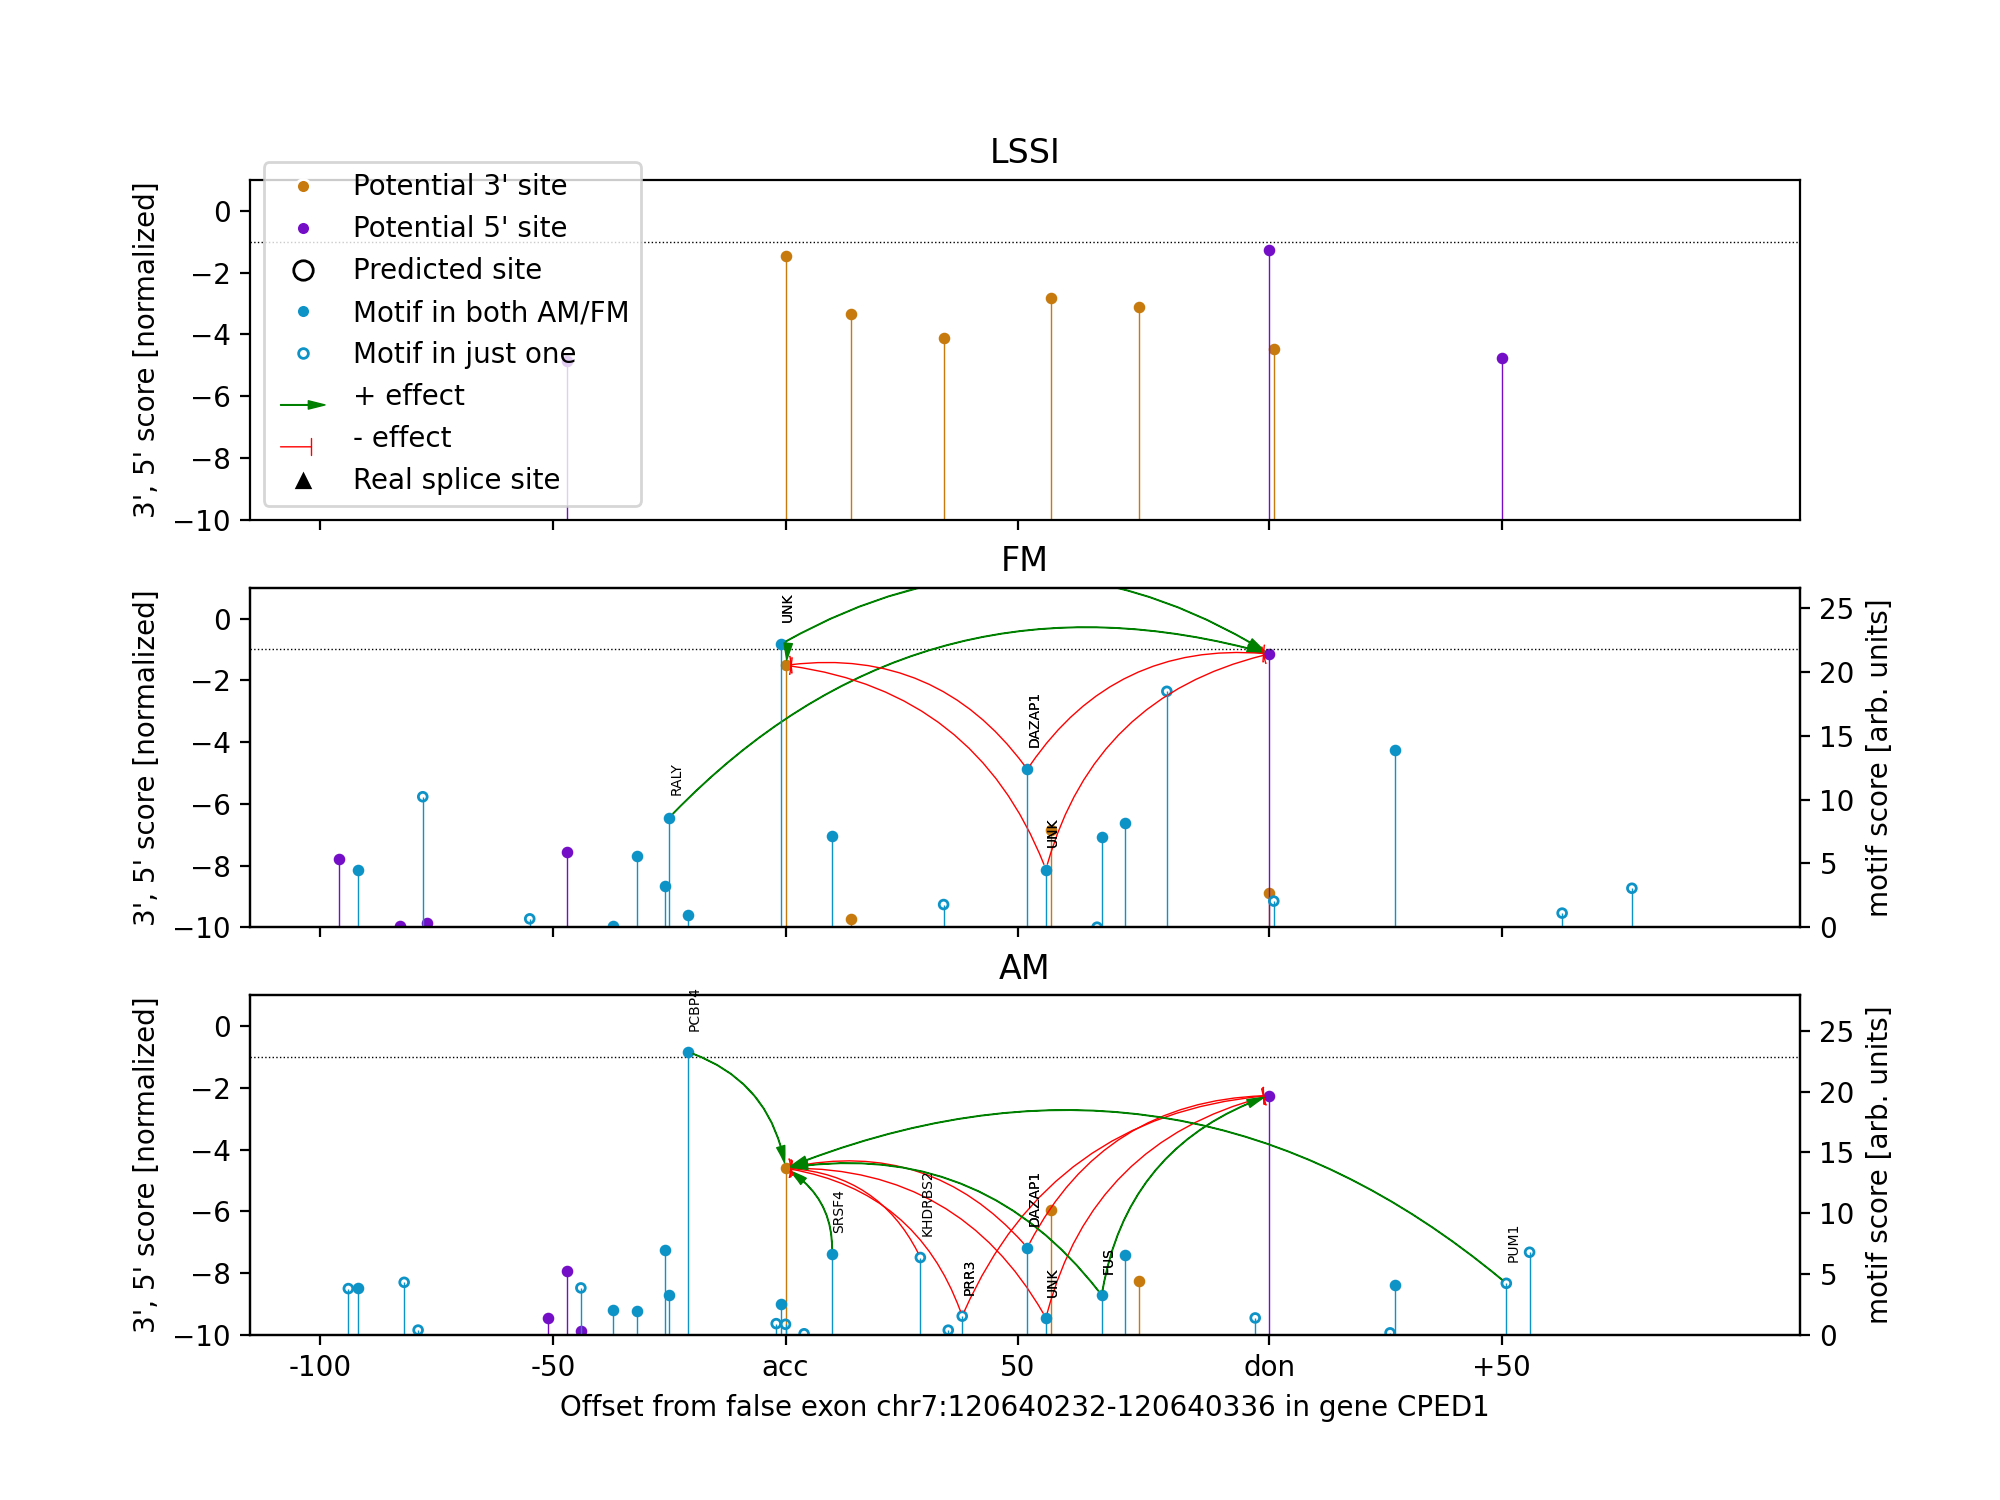 LSSI
3', 5' score [normalized]
0
−2
−4
−6
−8
−10
Potential 3' site
Potential 5' site
Predicted site
Motif in both AM/FM
Motif in just one
+ effect
- effect
Real splice site
FM
3', 5' score [normalized]
0
−2
−4
−6
−8
−10
UNK
RALY
DAZAP1
UNK
25
20
15
10
5
0
motif score [arb. units]
AM
3', 5' score [normalized]
0
−2
−4
−6
−8
−10
PCBP4
SRSF4
KHDRBS2
PRR3
DAZAP1
UNK
FUS
PUM1
25
20
15
10
5
0
motif score [arb. units]
-100
-50
acc
50
don
+50
Offset from false exon chr7:120640232-120640336 in gene CPED1